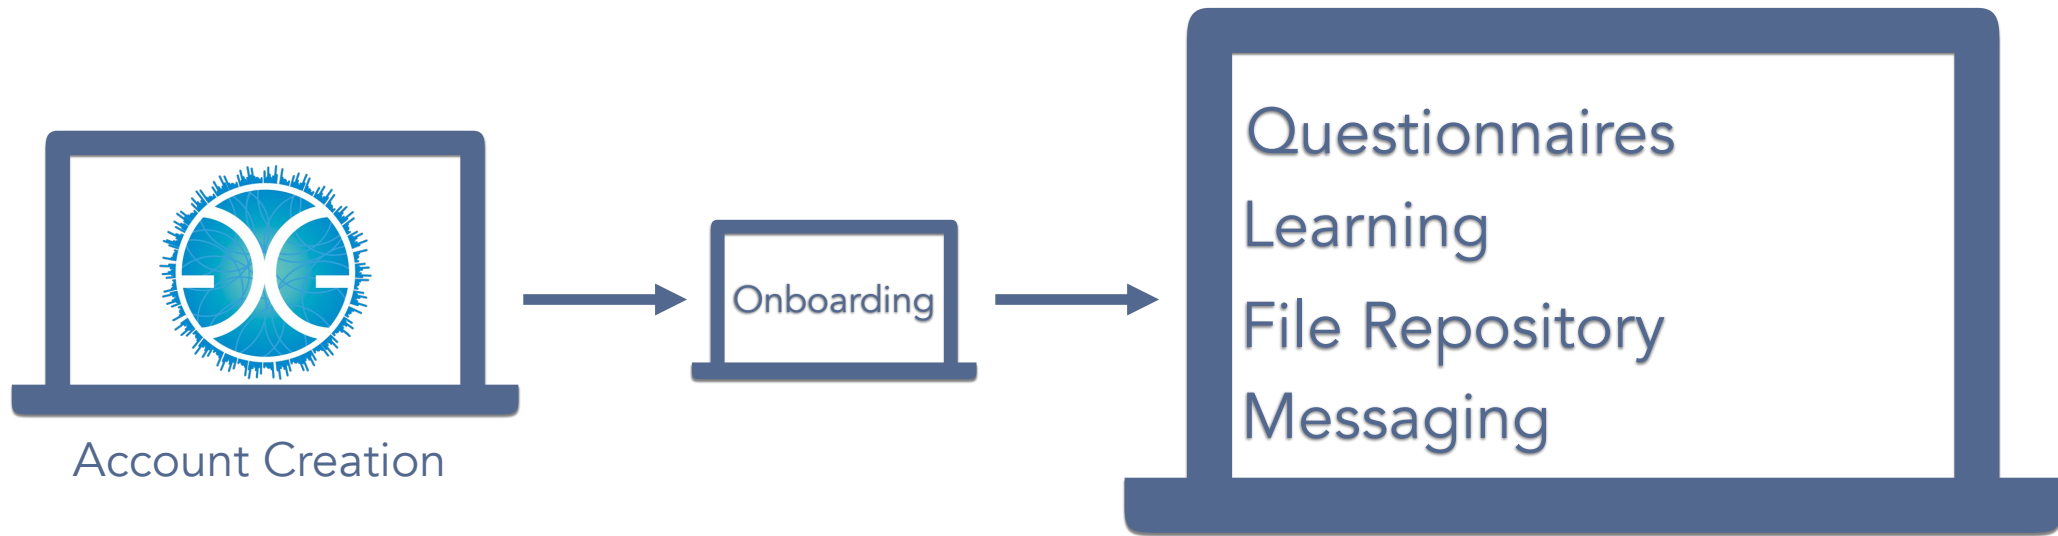 Account Creation
Onboarding
Questionnaires
Learning
File Repository
Messaging